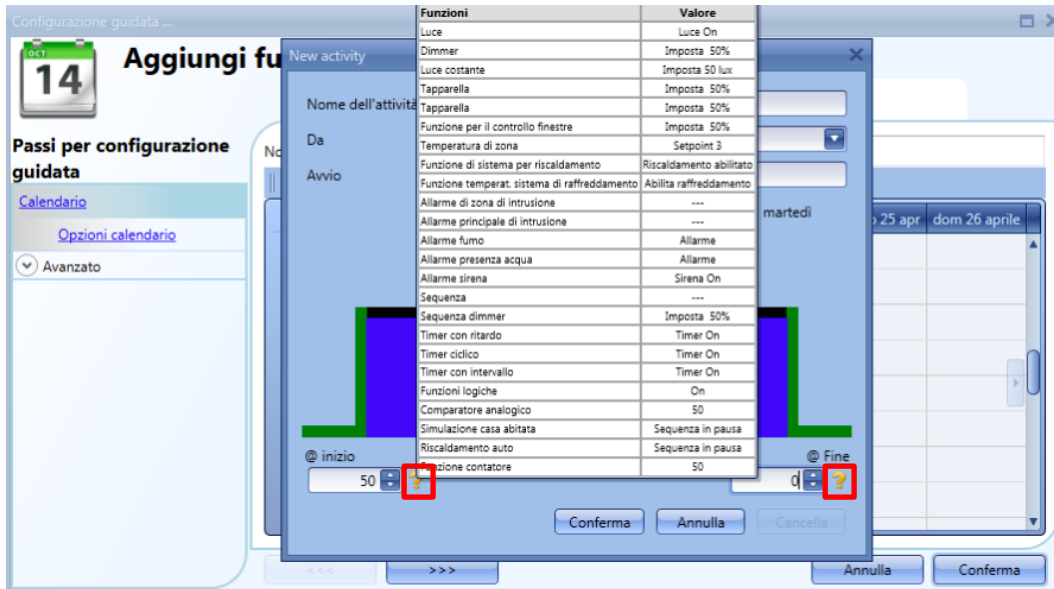 Configurazione guidata ...
OCT
14
Aggiungi fu
Passi per configurazione
guidata
Calendario
Opzioni calendario
Avanzato
No
New activity
Nome dell'attività
Da
Avvio
martedì
Funzioni Valore
Luce Luce On
Dimmer Imposta 50%
Luce costante Imposta 50 lux
Tapparella Imposta 50%
Tapparella Imposta 50%
Funzione per il controllo finestre Imposta 50%
Temperatura di zona Setpoint 3
Funzione di sistema per riscaldamento Riscaldamento abilitato
Funzione temperat. sistema di raffreddamento Abilita raffreddamento
Allarme di zona di intrusione ---
Allarme principale di intrusione ---
Allarme fumo Allarme
Allarme presenza acqua Allarme
Allarme sirena Sirena On
Sequenza ---
Sequenza dimmer Imposta 50%
Timer con ritardo Timer On
Timer ciclico Timer On
Timer con intervallo Timer On
Funzioni logiche On
Comparatore analogico 50
Simulazione casa abitata Sequenza in pausa
Riscaldamento auto Sequenza in pausa
Funzione contatore 50
25 apr dom 26 aprile
@ inizio @ Fine
50 ? 0 ?
Conferma Annulla Cancella
<<< >>> Annulla Conferma